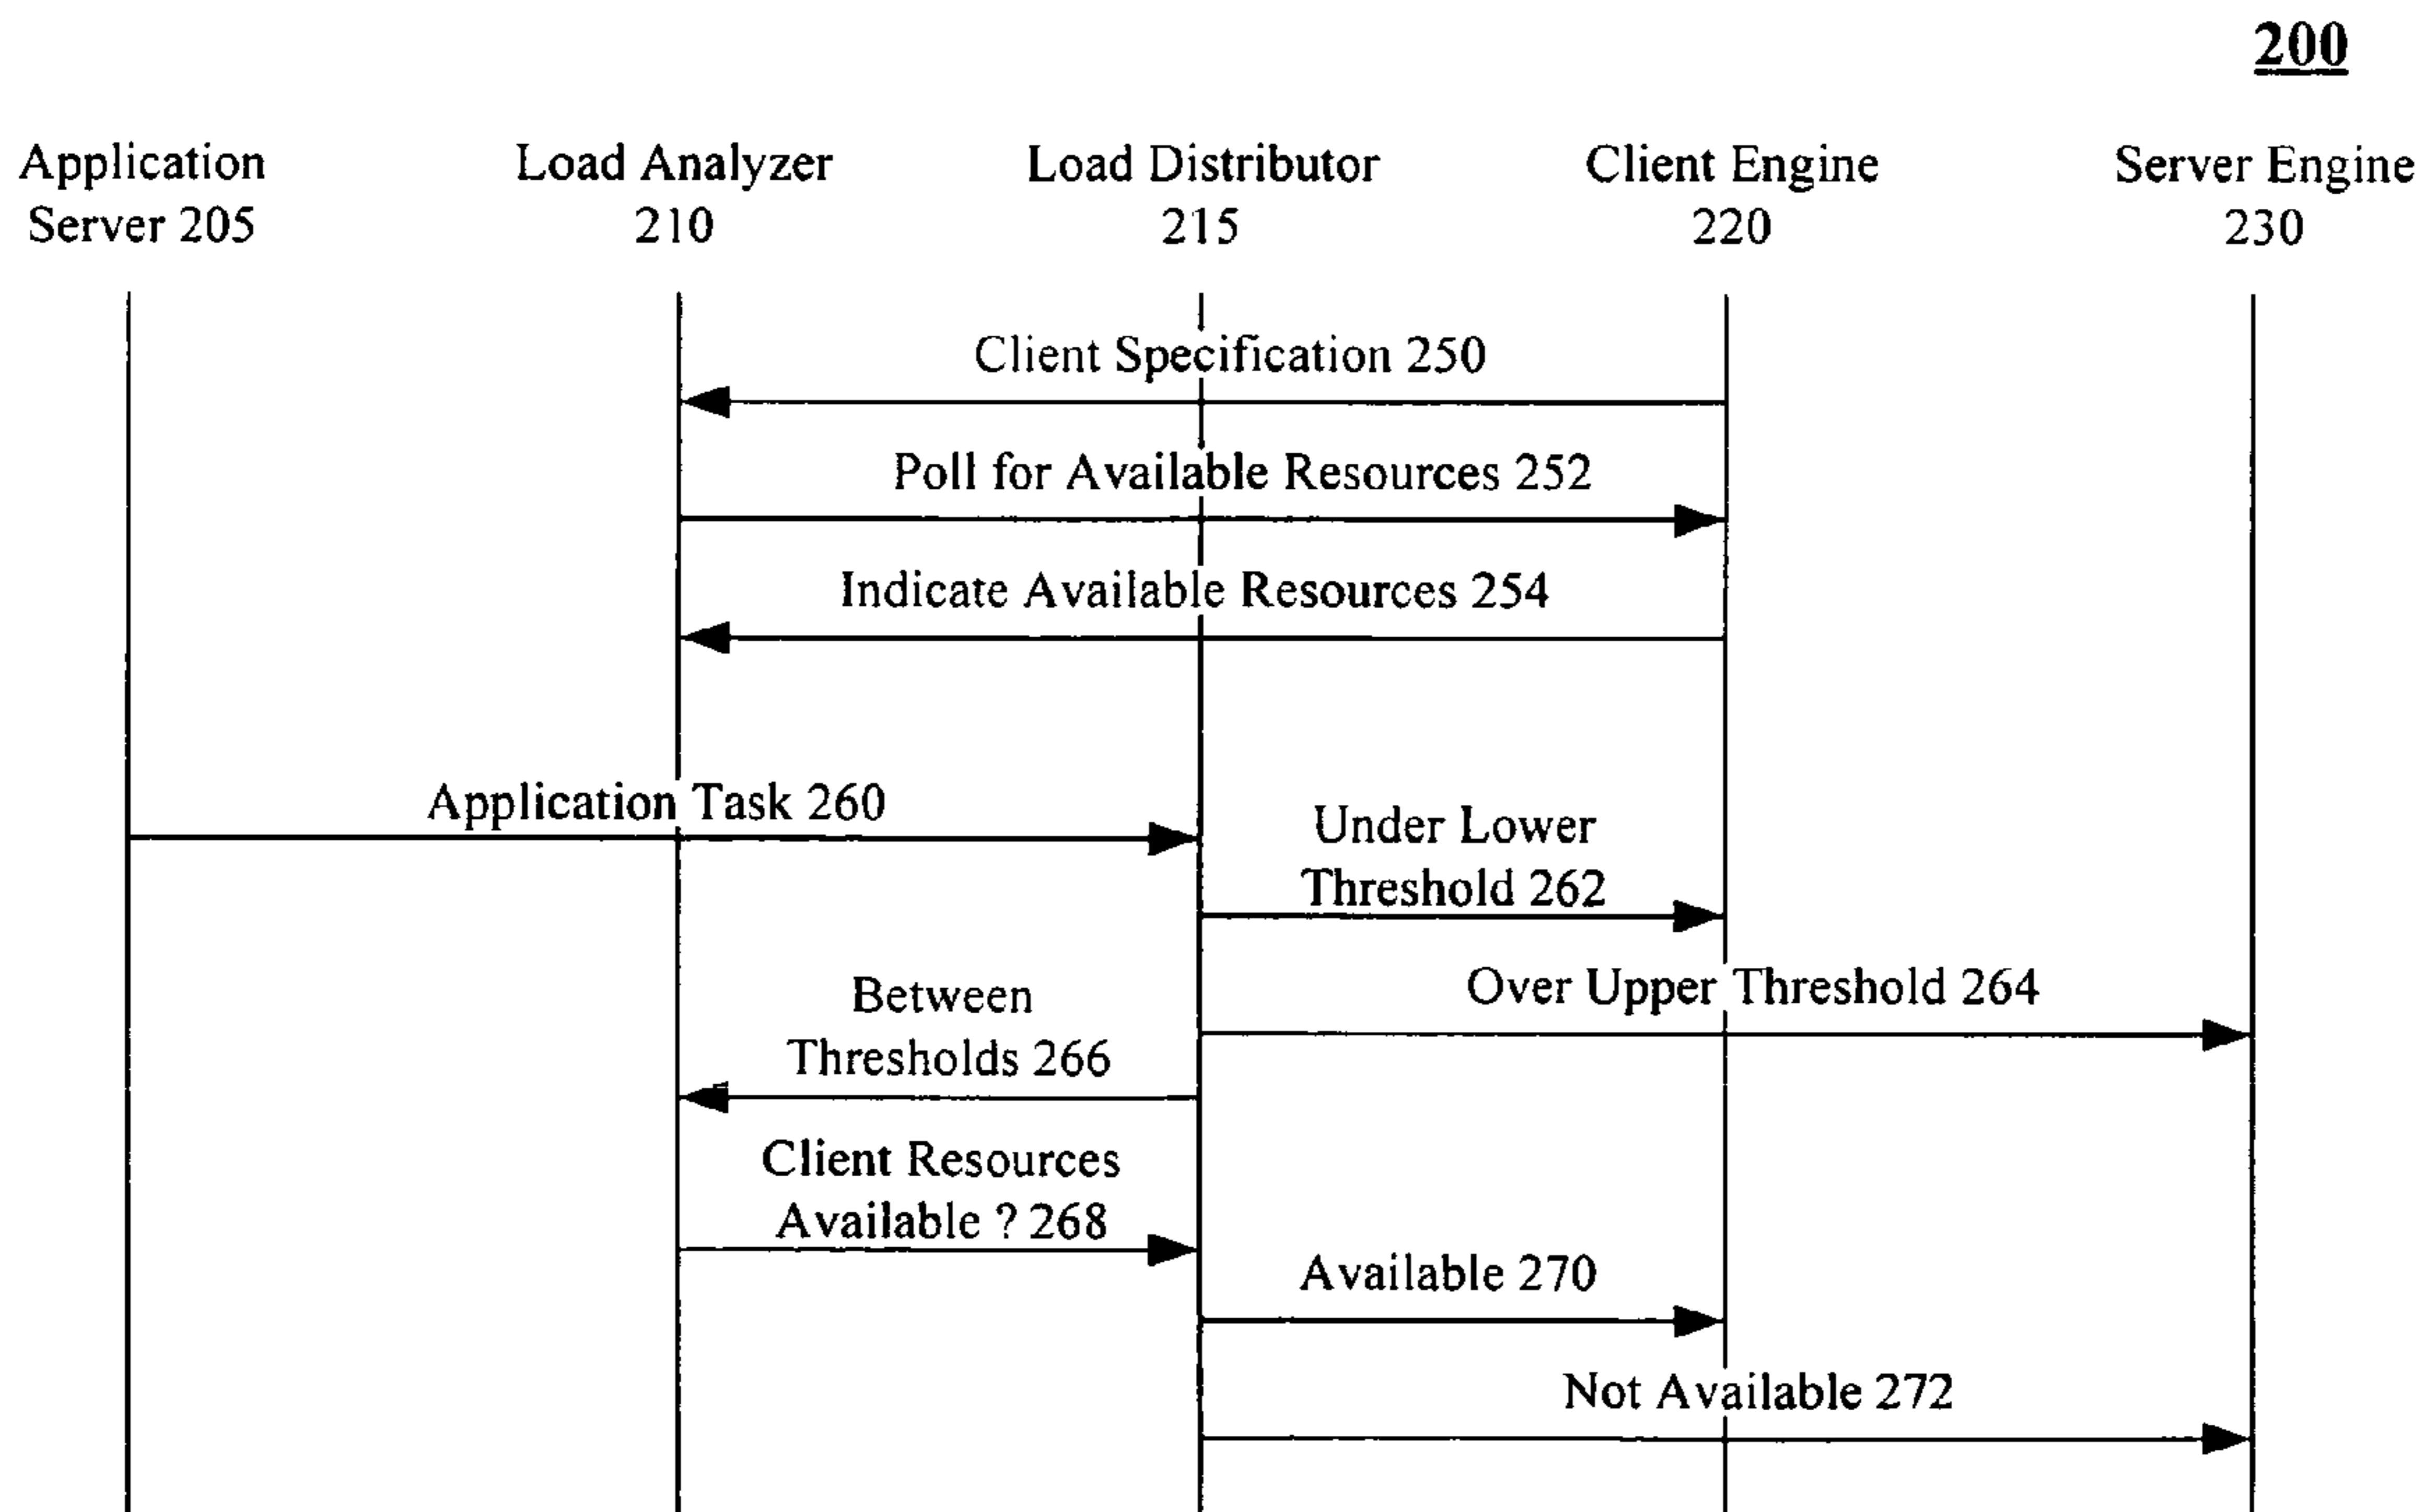 200
Application
Server 205
Load Analyzer
210
Load Distributor
215
Client Engine
220
Server Engine
230
Client Specification 250
Poll for Available Resources 252
Indicate Available Resources 254
Application Task 260
Under Lower
Threshold 262
Over Upper Threshold 264
Between
Thresholds 266
Client Resources
Available ? 268
Available 270
Not Available 272